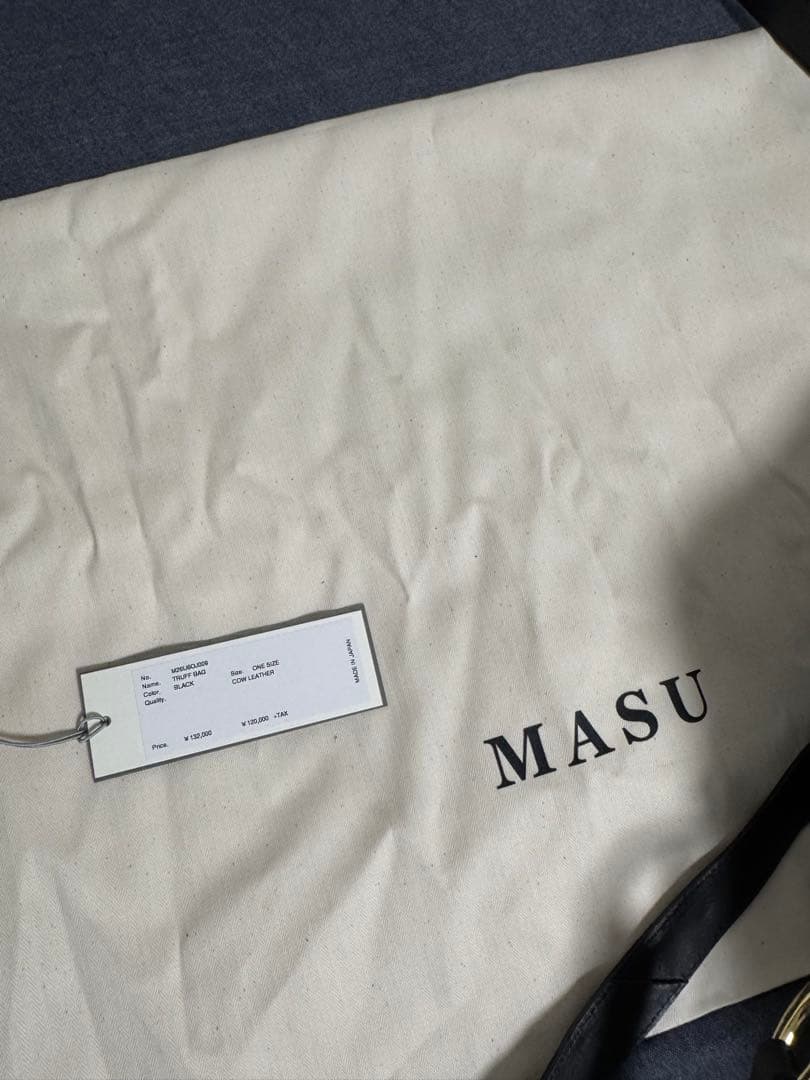 No. M26U6OJ009
Name. TRUFF BAG Size. ONE SIZE
Color. BLACK COW LEATHER
Quality.
Price. ¥132,000 ¥120,000 +TAX
MADE IN JAPAN
MASU